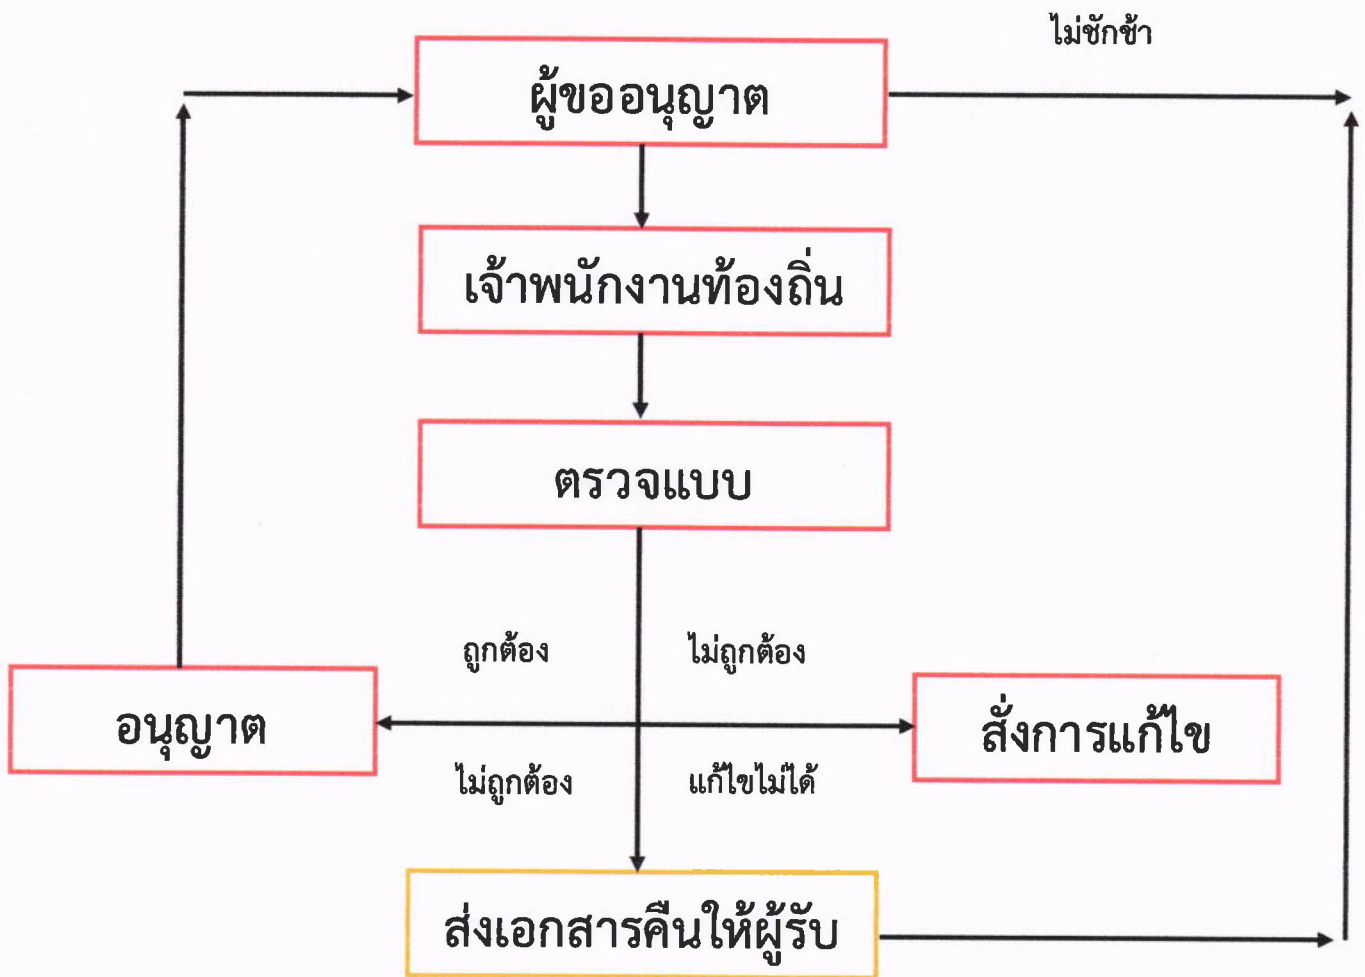 ไม่ชักช้า
ผู้ขออนุญาต
เจ้าพนักงานท้องถิ่น
ตรวจแบบ
ถูกต้อง
ไม่ถูกต้อง
อนุญาต
สั่งการแก้ไข
ไม่ถูกต้อง
แก้ไขไม่ได้
ส่งเอกสารคืนให้ผู้รับ